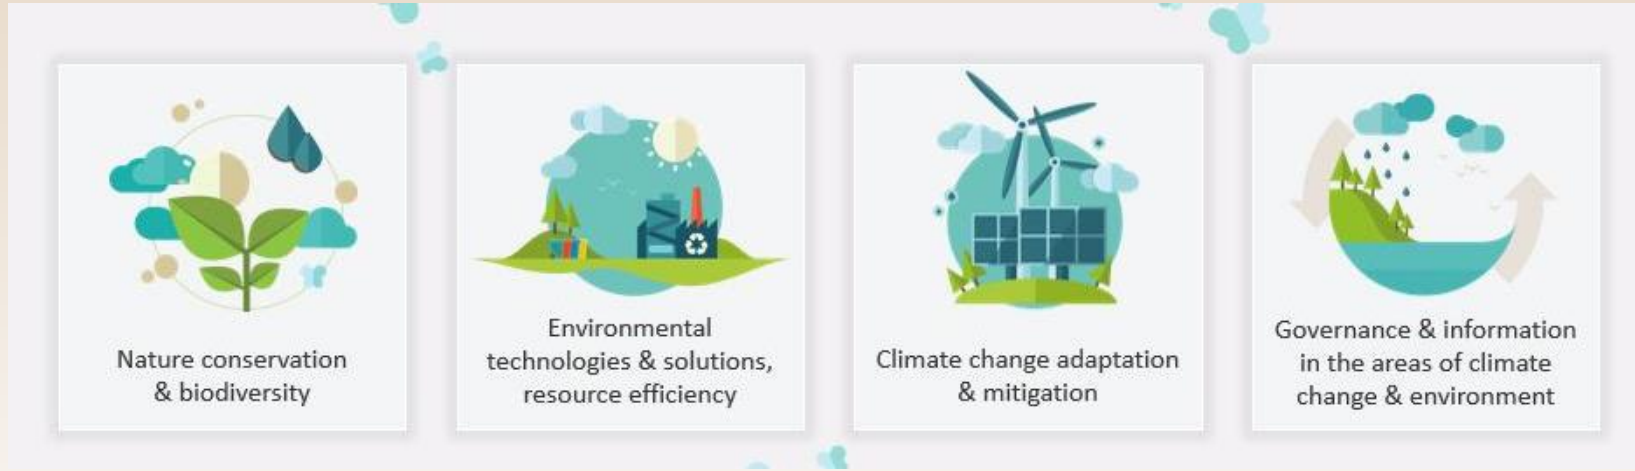 Nature conservation
& biodiversity
Environmental
technologies & solutions,
resource efficiency
Climate change adaptation
& mitigation
Governance & information
in the areas of climate
change & environment